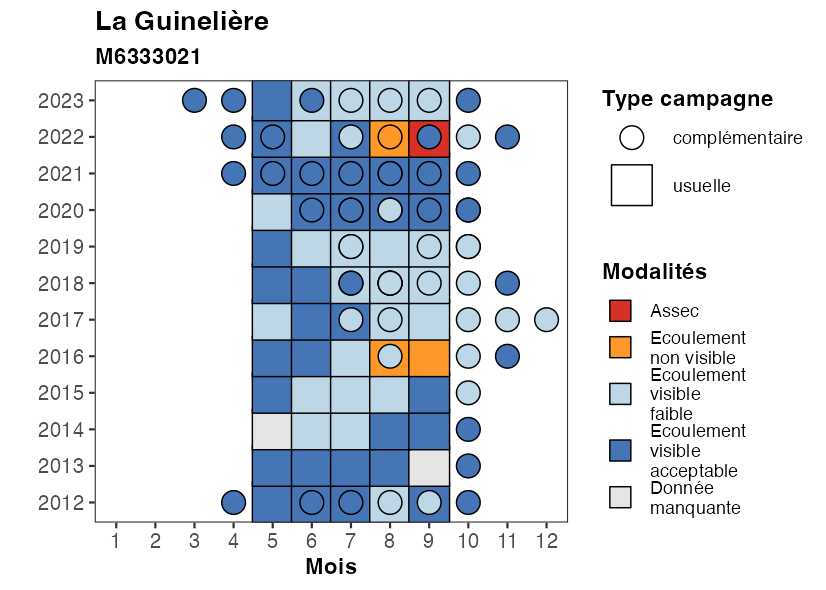 La Guinelière
M6333021
2023
2022
2021
2020
2019
2018
2017
2016
2015
2014
2013
2012
1 2 3 4 5 6 7 8 9 10 11 12
Mois
Type campagne
complémentaire
usuelle
Modalités
Assec
Ecoulement
non visible
Ecoulement
visible
faible
Ecoulement
visible
acceptable
Donnée
manquante